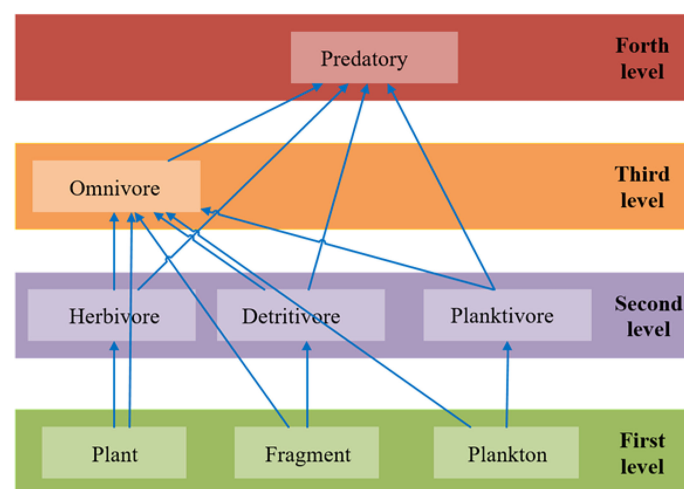 Predatory
Forth
level
Omnivore
Third
level
Herbivore
Detritivore
Planktivore
Second
level
Plant
Fragment
Plankton
First
level